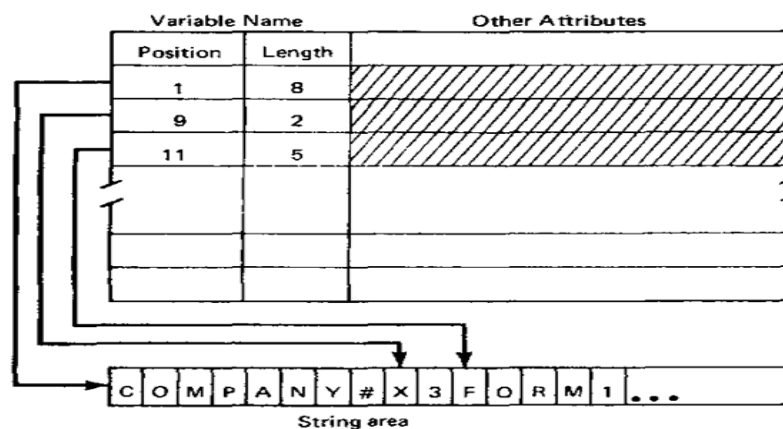 Variable Name Other Attributes
Position Length
1 8
9 2
11 5
C O M P A N Y # X 3 F O R M 1 ...
String area